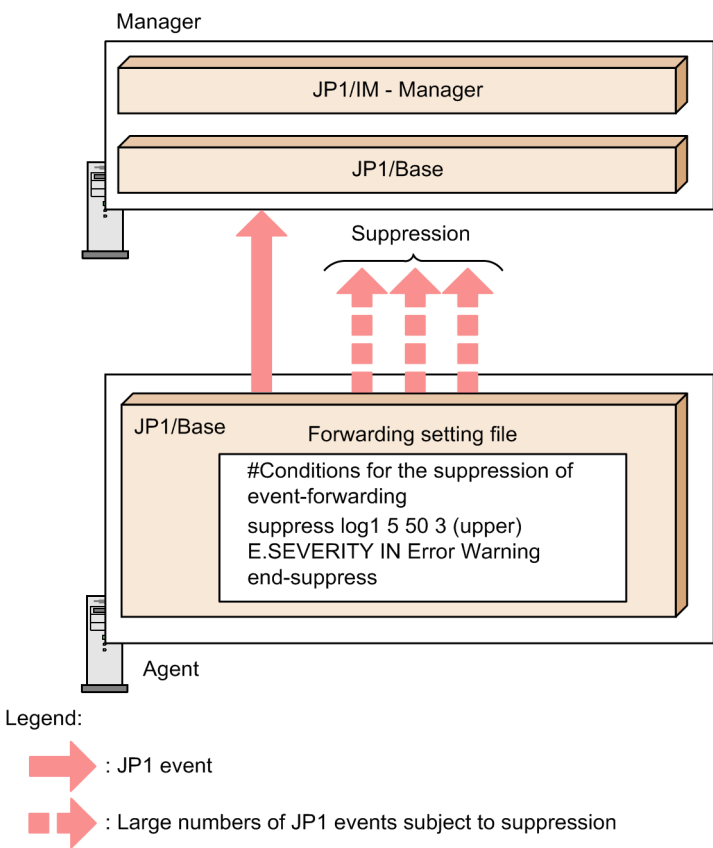 Manager
JP1/IM - Manager
JP1/Base
Suppression
JP1/Base
Forwarding setting file
#Conditions for the suppression of
event-forwarding
suppress log1 5 50 3 (upper)
E.SEVERITY IN Error Warning
end-suppress
Agent
Legend:
: JP1 event
: Large numbers of JP1 events subject to suppression